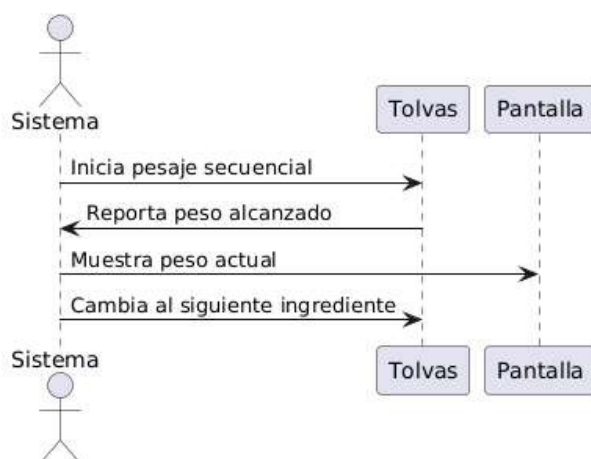 Sistema
Tolvas
Pantalla
Inicia pesaje secuencial
Reporta peso alcanzado
Muestra peso actual
Cambia al siguiente ingrediente
Sistema
Tolvas
Pantalla